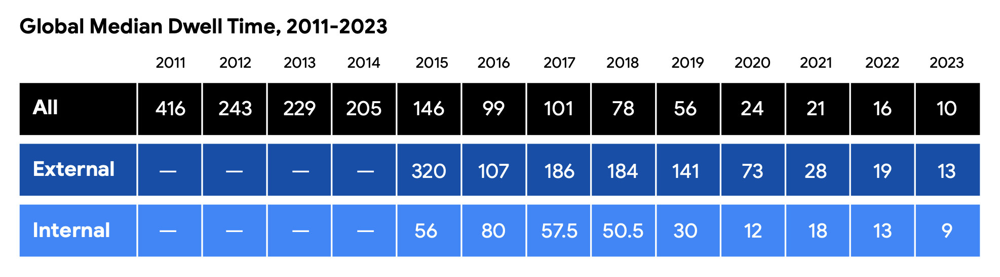 Global Median Dwell Time, 2011-2023
2011 2012 2013 2014 2015 2016 2017 2018 2019 2020 2021 2022 2023
All 416 243 229 205 146 99 101 78 56 24 21 16 10
External — — — — 320 107 186 184 141 73 28 19 13
Internal — — — — 56 80 57.5 50.5 30 12 18 13 9